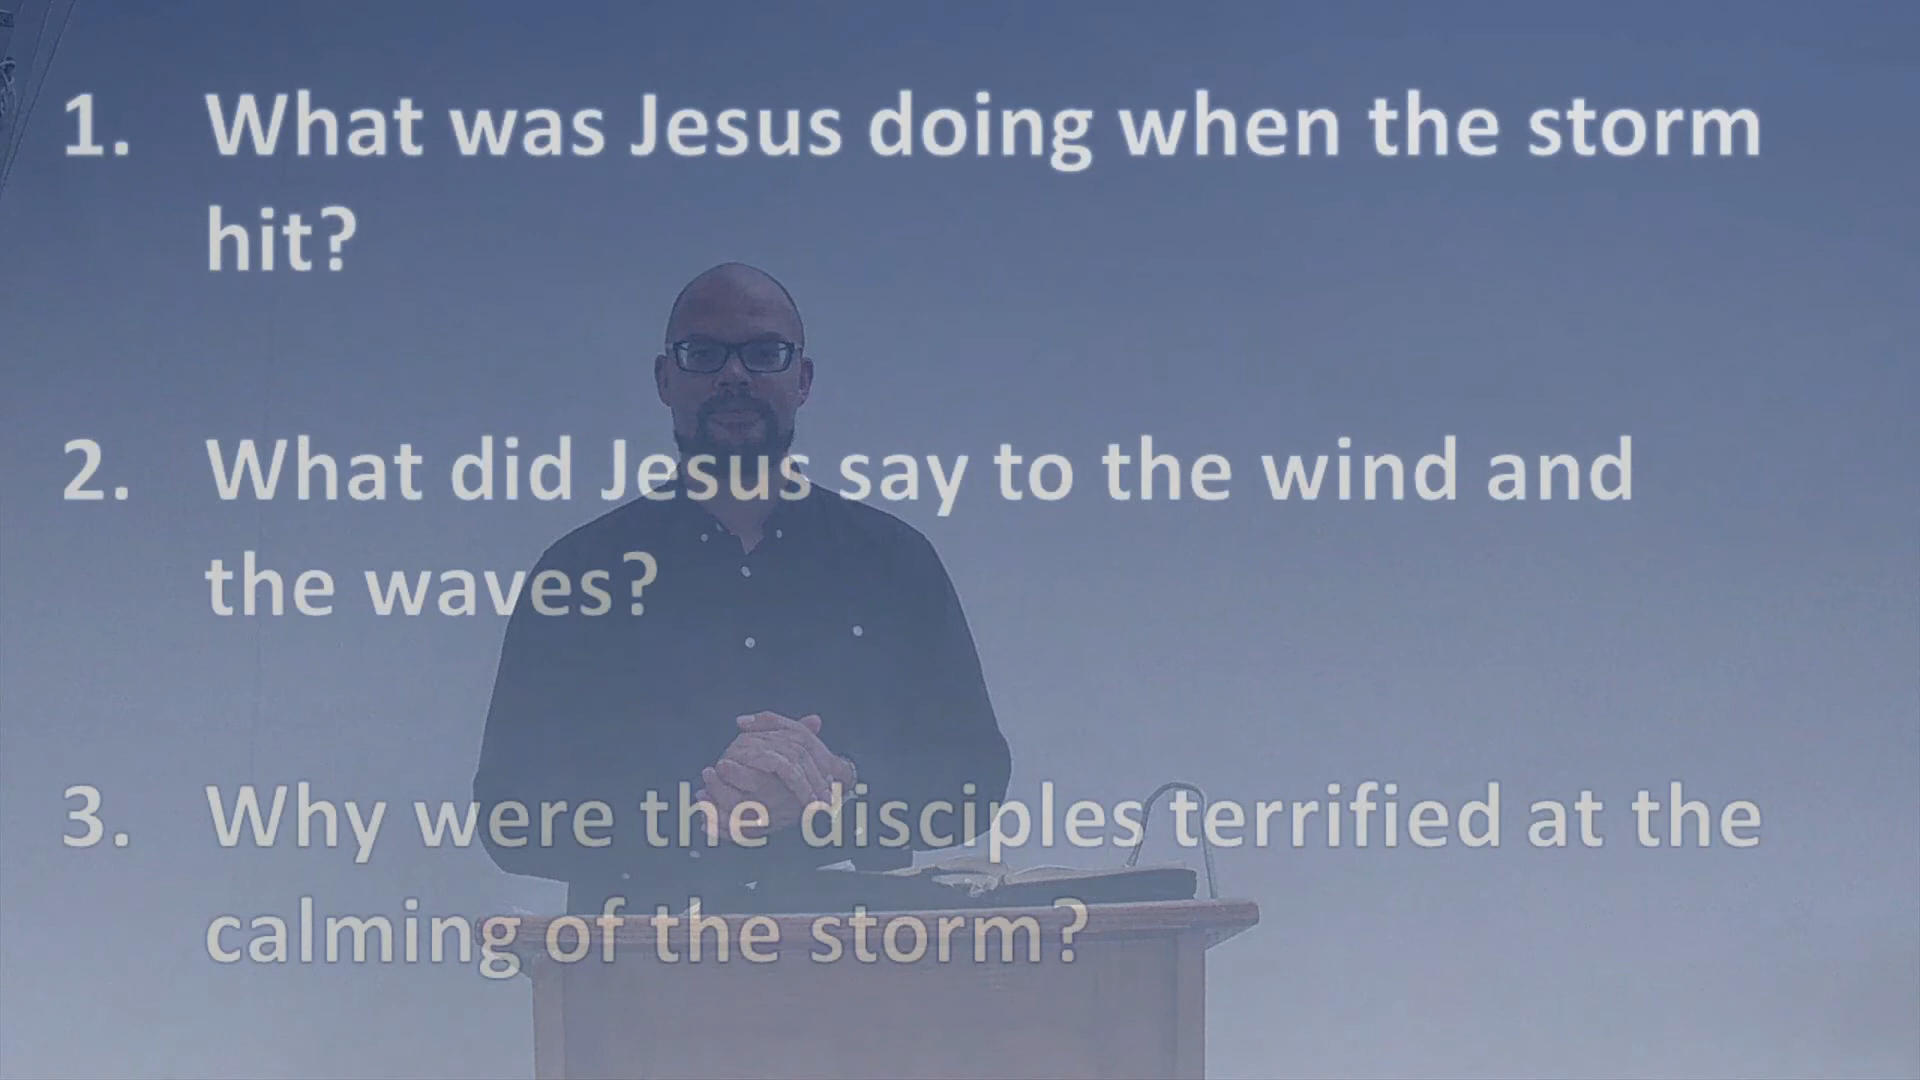 1. What was Jesus doing when the storm
hit?
2. What did Jesus say to the wind and
the waves?
3. Why were the disciples terrified at the
calming of the storm?